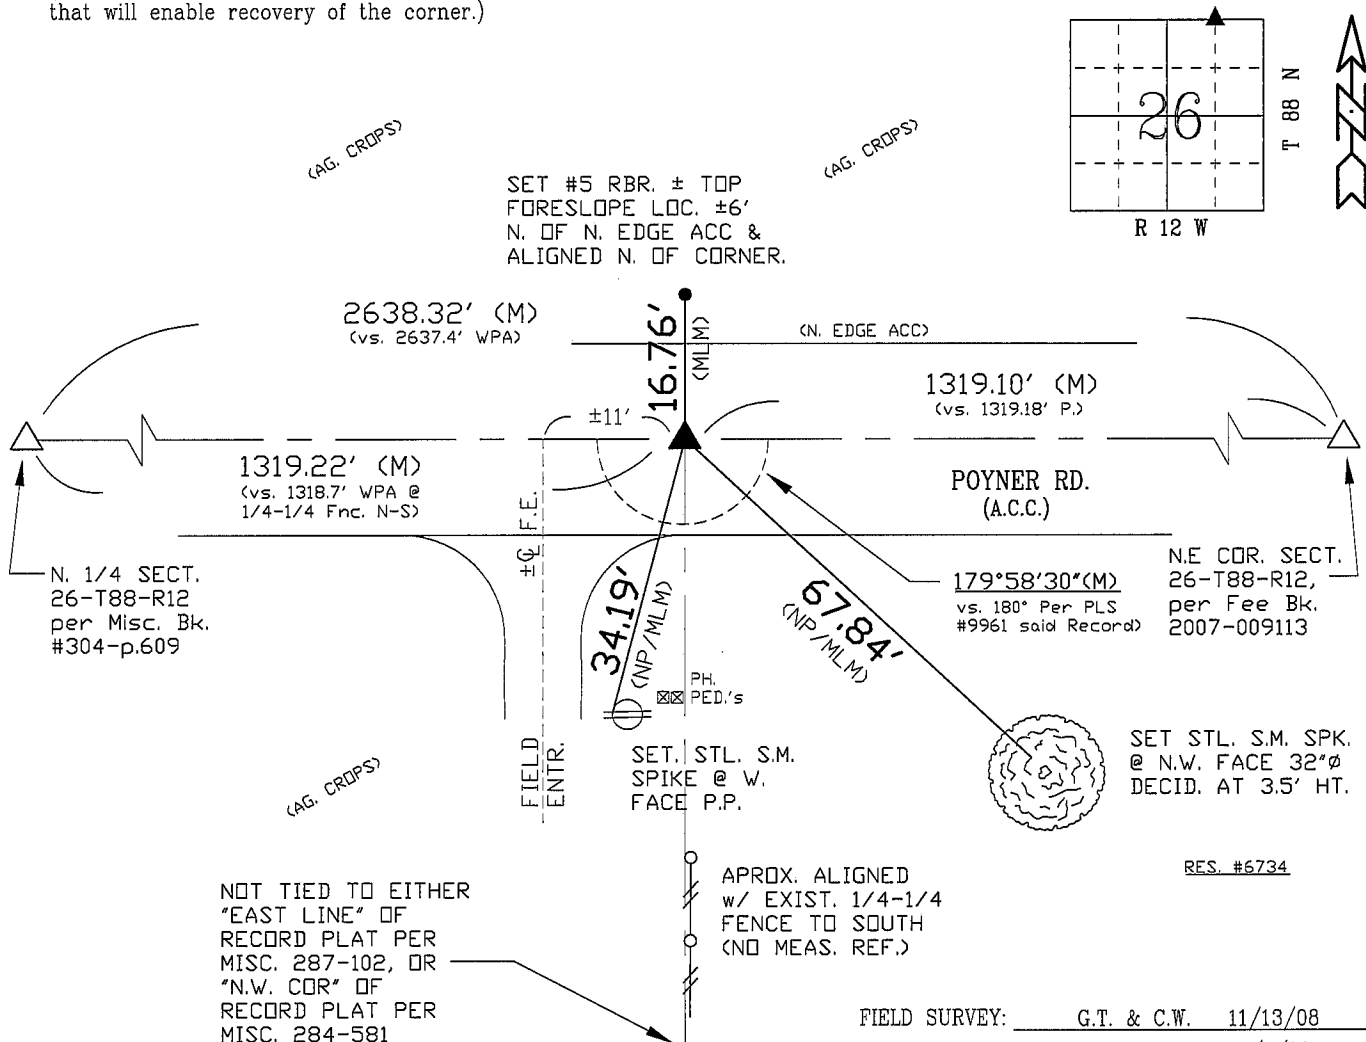 that will enable recovery of the corner.)
26
T 88 N
R 12 W
N
(AG. CROPS)
(AG. CROPS)
SET #5 RBR. ± TOP
FORESLOPE LOC. ±6'
N. OF N. EDGE ACC &
ALIGNED N. OF CORNER.
2638.32' (M)
(vs. 2637.4' WPA)
16.76'
(MLM)
(N. EDGE ACC)
1319.10' (M)
(vs. 1319.18' P.)
±11'
1319.22' (M)
(vs. 1318.7' WPA @
1/4-1/4 Fnc. N-S)
POYNER RD.
(A.C.C.)
±℄ F.E.
N. 1/4 SECT.
26-T88-R12
per Misc. Bk.
#304-p.609
34.19'
(NP/MLM)
67.84'
(NP/MLM)
179°58'30"(M)
vs. 180° Per PLS
#9961 said Record)
N.E COR. SECT.
26-T88-R12,
per Fee Bk.
2007-009113
PH.
PED.'s
FIELD
ENTR.
SET. STL. S.M.
SPIKE @ W.
FACE P.P.
SET STL. S.M. SPK.
@ N.W. FACE 32"Ø
DECID. AT 3.5' HT.
(AG. CROPS)
RES. #6734
NOT TIED TO EITHER
"EAST LINE" OF
RECORD PLAT PER
MISC. 287-102, OR
"N.W. COR" OF
RECORD PLAT PER
MISC. 284-581
APROX. ALIGNED
w/ EXIST. 1/4-1/4
FENCE TO SOUTH
(NO MEAS. REF.)
FIELD SURVEY: G.T. & C.W. 11/13/08